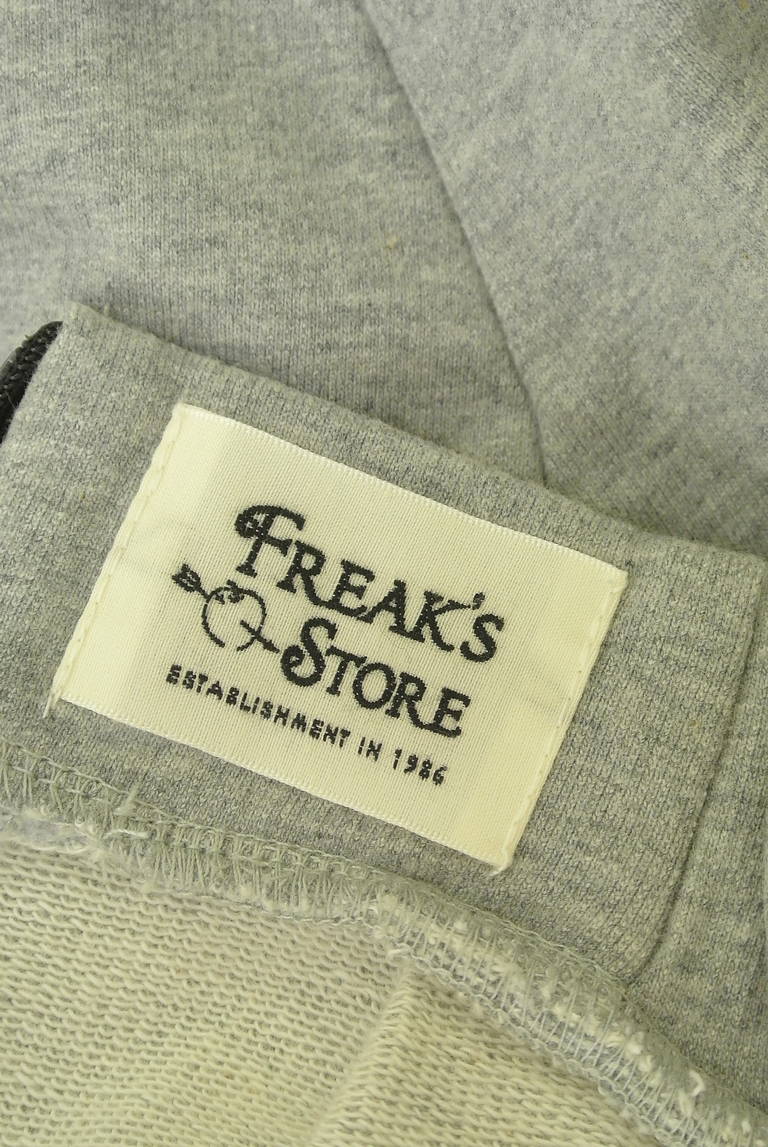 FREAK'S
STORE
ESTABLISHMENT IN 1986